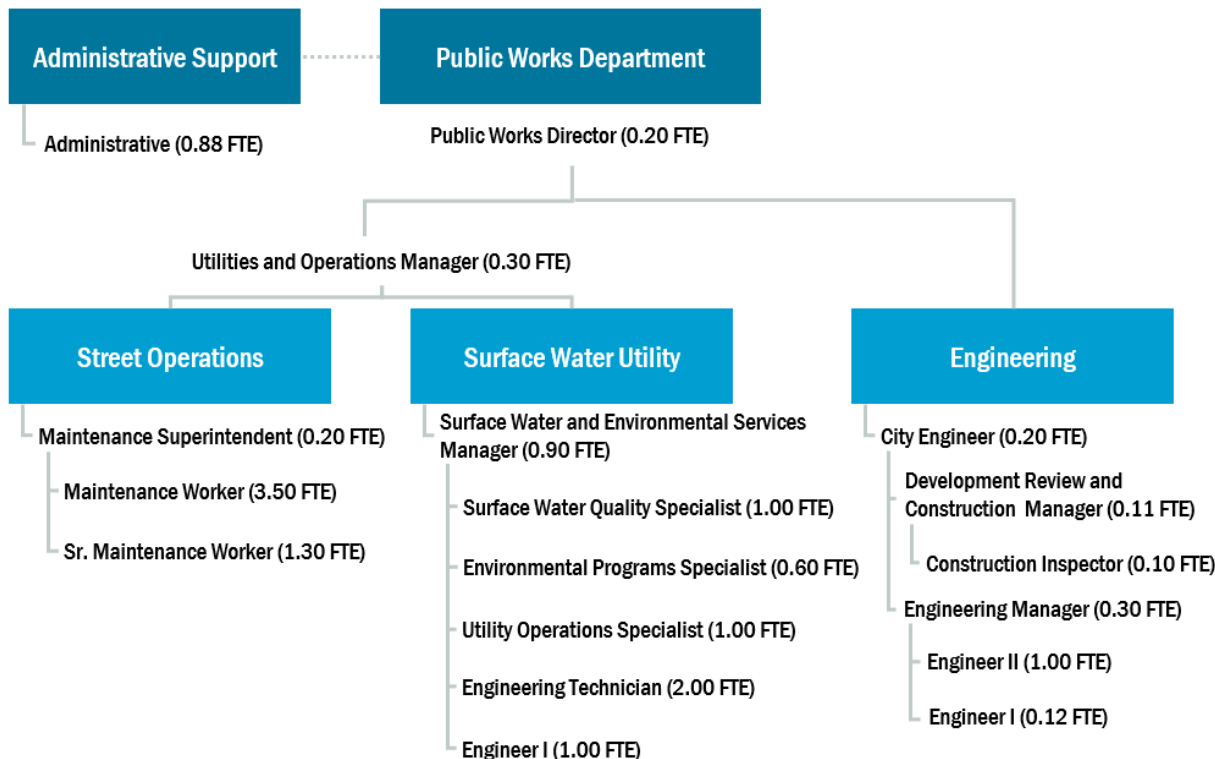 Administrative Support
Public Works Department
Administrative (0.88 FTE)
Public Works Director (0.20 FTE)
Utilities and Operations Manager (0.30 FTE)
Street Operations
Maintenance Superintendent (0.20 FTE)
Maintenance Worker (3.50 FTE)
Sr. Maintenance Worker (1.30 FTE)
Surface Water Utility
Surface Water and Environmental Services
Manager (0.90 FTE)
Surface Water Quality Specialist (1.00 FTE)
Environmental Programs Specialist (0.60 FTE)
Utility Operations Specialist (1.00 FTE)
Engineering Technician (2.00 FTE)
Engineer I (1.00 FTE)
Engineering
City Engineer (0.20 FTE)
Development Review and
Construction Manager (0.11 FTE)
Construction Inspector (0.10 FTE)
Engineering Manager (0.30 FTE)
Engineer II (1.00 FTE)
Engineer I (0.12 FTE)